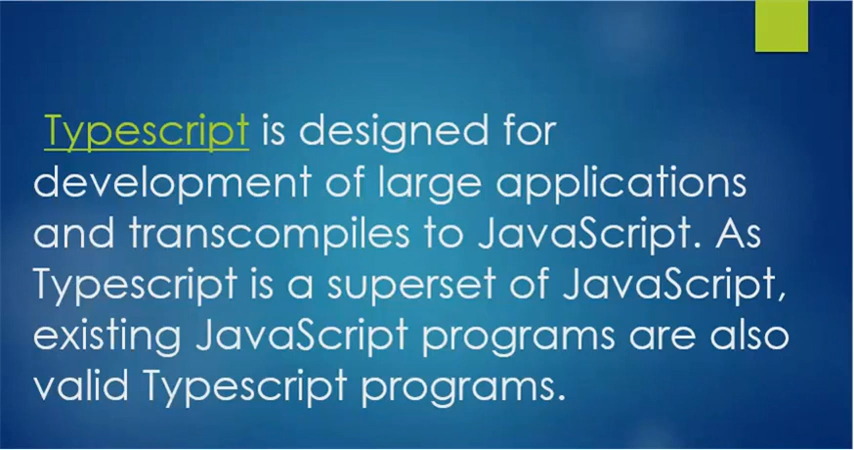 Typescript is designed for
development of large applications
and transcompiles to JavaScript. As
Typescript is a superset of JavaScript,
existing JavaScript programs are also
valid Typescript programs.